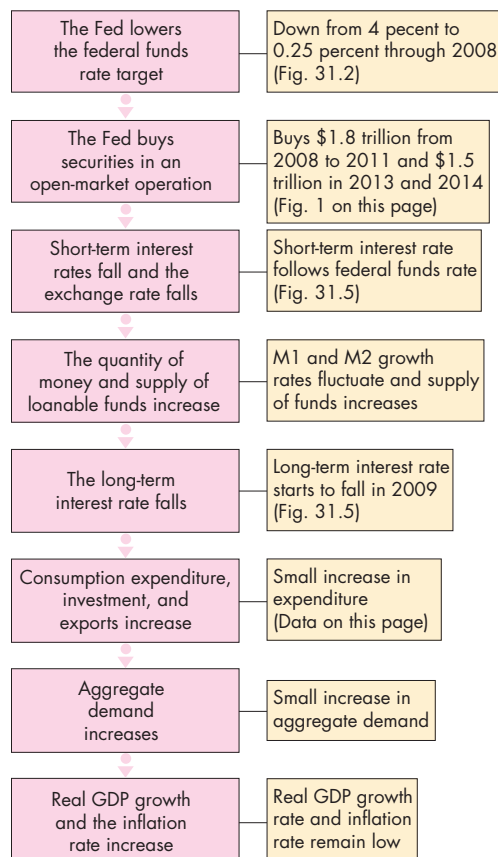 The Fed lowers
the federal funds
rate target
Down from 4 pecent to
0.25 percent through 2008
(Fig. 31.2)
The Fed buys
securities in an
open-market operation
Buys $1.8 trillion from
2008 to 2011 and $1.5
trillion in 2013 and 2014
(Fig. 1 on this page)
Short-term interest
rates fall and the
exchange rate falls
Short-term interest rate
follows federal funds rate
(Fig. 31.5)
The quantity of
money and supply of
loanable funds increase
M1 and M2 growth
rates fluctuate and supply
of funds increases
The long-term
interest rate falls
Long-term interest rate
starts to fall in 2009
(Fig. 31.5)
Consumption expenditure,
investment, and
exports increase
Small increase in
expenditure
(Data on this page)
Aggregate
demand
increases
Small increase in
aggregate demand
Real GDP growth
and the inflation
rate increase
Real GDP growth
rate and inflation
rate remain low